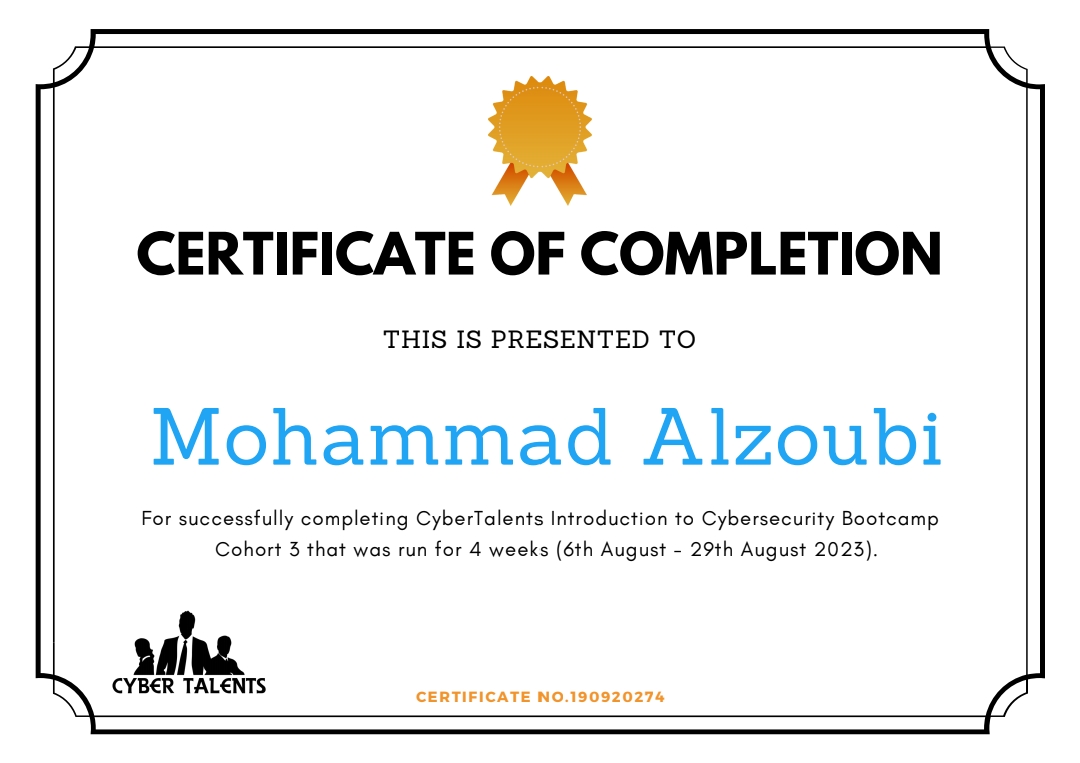 CERTIFICATE OF COMPLETION
THIS IS PRESENTED TO
Mohammad Alzoubi
For successfully completing CyberTalents Introduction to Cybersecurity Bootcamp
Cohort 3 that was run for 4 weeks (6th August - 29th August 2023).
CYBER TALENTS
CERTIFICATE NO.190920274